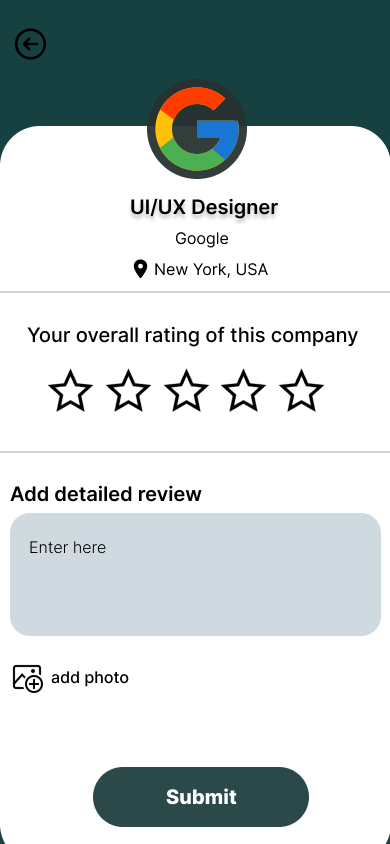 UI/UX Designer
Google
New York, USA
Your overall rating of this company
Add detailed review
Enter here
add photo
Submit